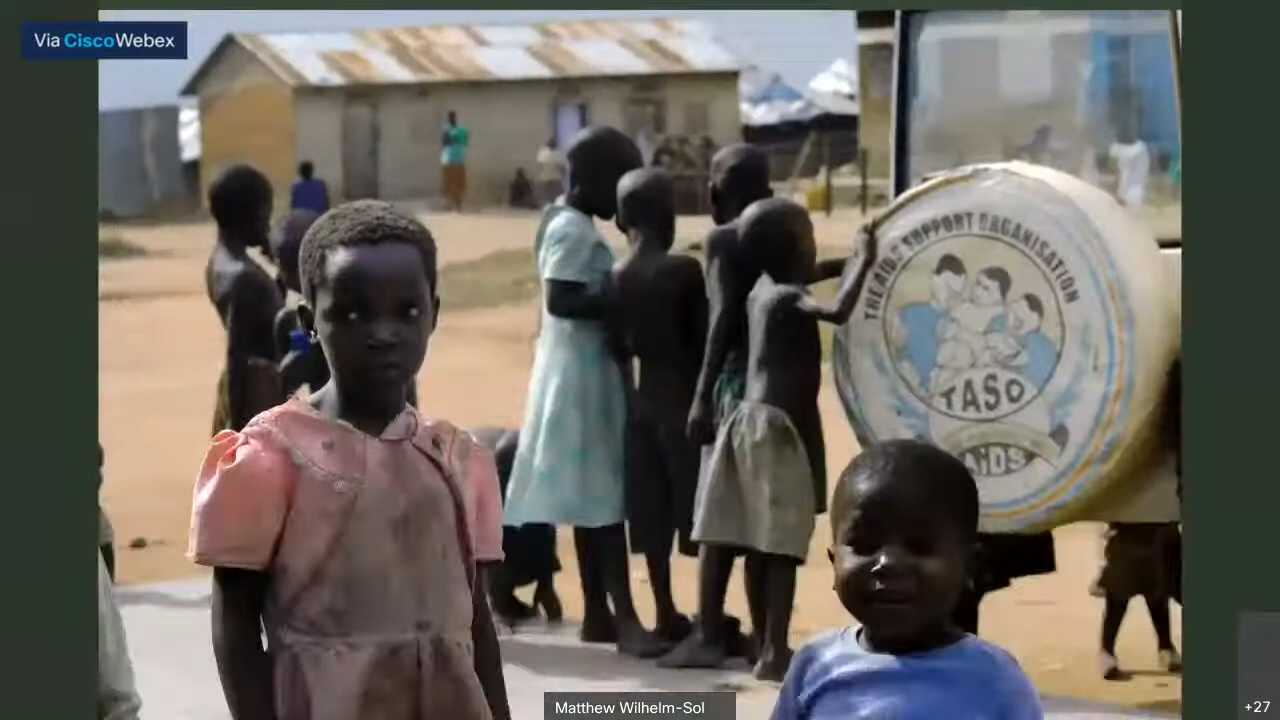 Via CiscoWebex
THE AIDS SUPPORT ORGANISATION
TASO
AIDS
Matthew Wilhelm-Sol
+27